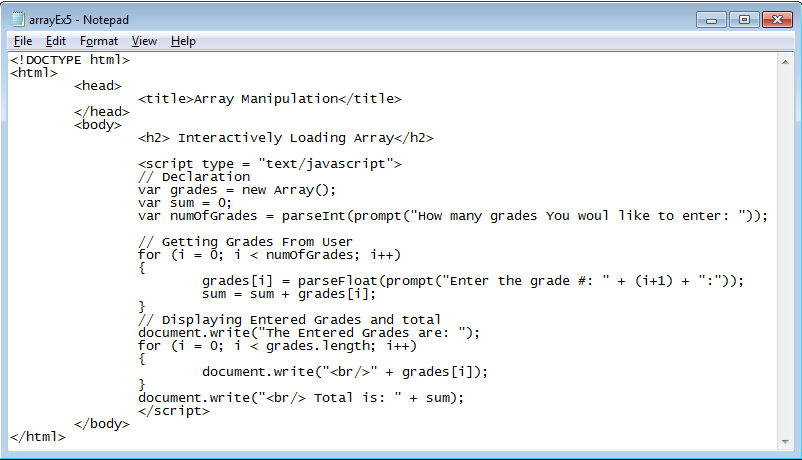 arrayEx5 - Notepad
File Edit Format View Help
<!DOCTYPE html>
<html>
<head>
<title>Array Manipulation</title>
</head>
<body>
<h2> Interactively Loading Array</h2>
<script type = "text/javascript">
// Declaration
var grades = new Array();
var sum = 0;
var numOfGrades = parseInt(prompt("How many grades You woul like to enter: "));
// Getting Grades From User
for (i = 0; i < numOfGrades; i++)
{
grades[i] = parseFloat(prompt("Enter the grade #: " + (i+1) + ":"));
sum = sum + grades[i];
}
// Displaying Entered Grades and total
document.write("The Entered Grades are: ");
for (i = 0; i < grades.length; i++)
{
document.write("<br/>" + grades[i]);
}
document.write("<br/> Total is: " + sum);
</script>
</body>
</html>